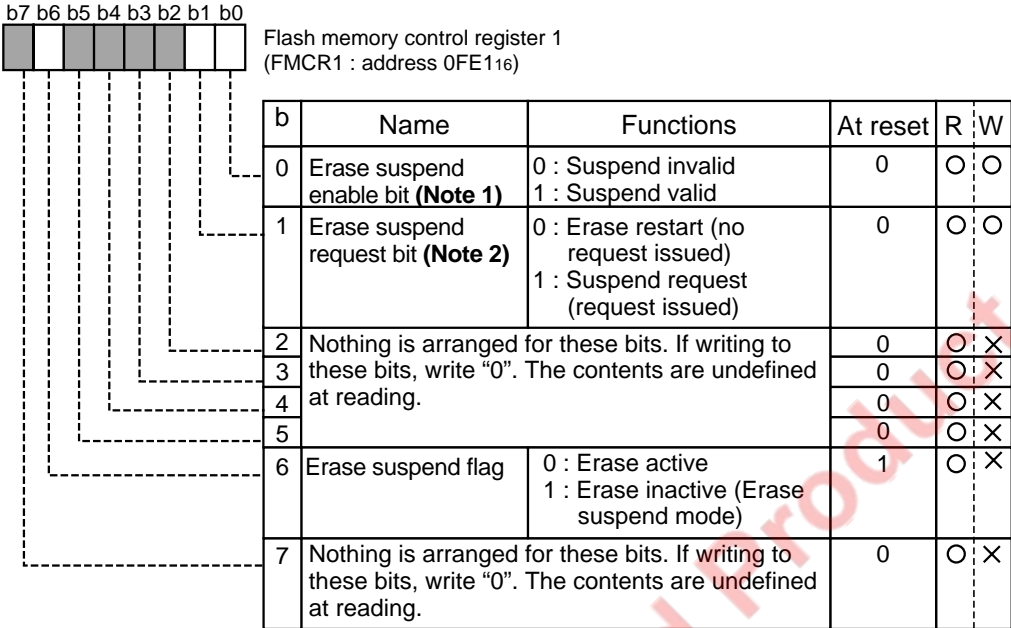 b7 b6 b5 b4 b3 b2 b1 b0
Flash memory control register 1
(FMCR1 : address 0FE116)
b Name Functions At reset R W
0 Erase suspend enable bit (Note 1) 0 : Suspend invalid 0 ○ ○
1 : Suspend valid
1 Erase suspend request bit (Note 2) 0 : Erase restart (no 0 ○ ○
request issued)
1 : Suspend request
(request issued)
2 Nothing is arranged for these bits. If writing to 0 ○ ×
3 these bits, write “0”. The contents are undefined 0 ○ ×
4 at reading. 0 ○ ×
5 0 ○ ×
6 Erase suspend flag 0 : Erase active 1 ○ ×
1 : Erase inactive (Erase
suspend mode)
7 Nothing is arranged for these bits. If writing to 0 ○ ×
these bits, write “0”. The contents are undefined
at reading.
Product